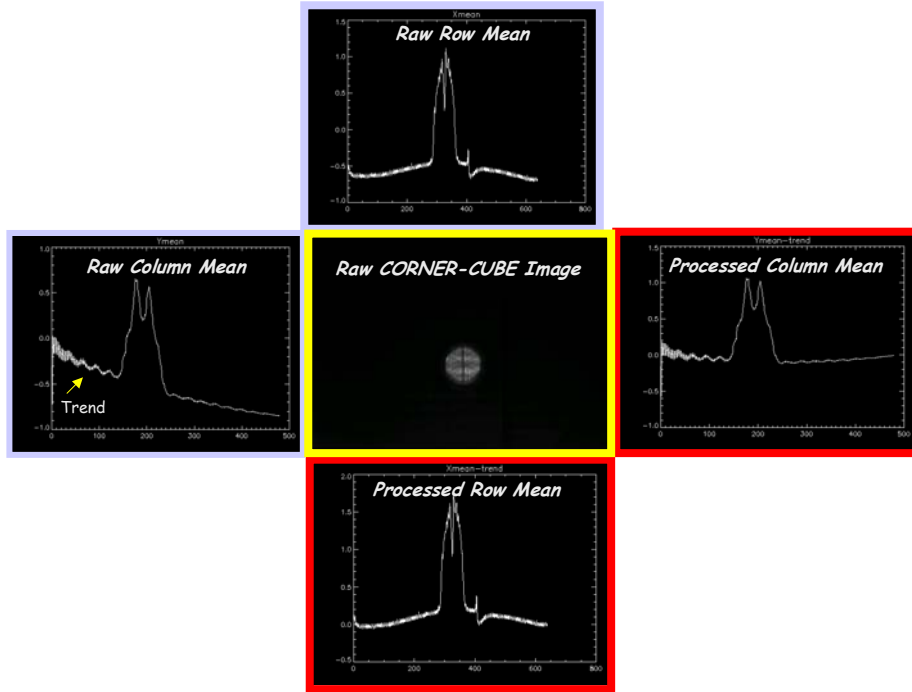 Xmean
Raw Row Mean
1.5
1.0
0.5
0.0
−0.5
−1.0
0 200 400 600 800
Ymean
Raw Column Mean
1.0
0.5
0.0
−0.5
−1.0
Trend
0 100 200 300 400 500
Raw CORNER-CUBE Image
Ymean−trend
Processed Column Mean
1.5
1.0
0.5
0.0
−0.5
−1.0
0 100 200 300 400 500
Xmean−trend
Processed Row Mean
2.0
1.5
1.0
0.5
0.0
−0.5
0 200 400 600 800